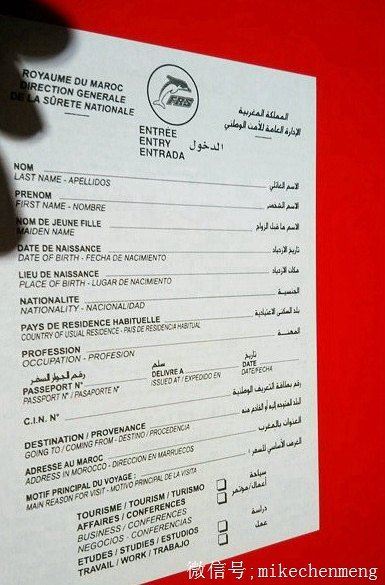 ROYAUME DU MAROC
DIRECTION GENERALE
DE LA SÛRETE NATIONALE
FRS
المملكة المغربية
الإدارة العامة للأمن الوطني
ENTRÉE
ENTRY الدخول
ENTRADA
NOM الاسم العائلي
LAST NAME - APELLIDOS
PRENOM الاسم الشخصي
FIRST NAME - NOMBRE
NOM DE JEUNE FILLE الاسم ما قبل الزواج
MAIDEN NAME
DATE DE NAISSANCE تاريخ الازدياد
DATE OF BIRTH - FECHA DE NACIMIENTO
LIEU DE NAISSANCE مكان الازدياد
PLACE OF BIRTH - LUGAR DE NACIMIENTO
NATIONALITE الجنسية
NATIONALITY - NACIONALIDAD
PAYS DE RESIDENCE HABITUELLE بلد السكنى الاعتيادية
COUNTRY OF USUAL RESIDENCE - PAIS DE RESIDENCIA HABITUAL
PROFESSION المهنة
OCCUPATION - PROFESION
رقم الجواز السفر سلم تاريخ
PASSEPORT N° DELIVRE A DATE
PASSPORT N° / PASAPORTE N° ISSUED AT / EXPEDIDO EN DATE/FECHA
C.I.N. N° رقم بطاقة التعريف الوطنية
DESTINATION / PROVENANCE البلد المتوجه إليه أو القادم منه
GOING TO / COMING FROM - DESTINO / PROCEDENCIA
ADRESSE AU MAROC العنوان بالمغرب
ADDRESS IN MOROCCO - DIRECCION EN MARRUECOS
MOTIF PRINCIPAL DU VOYAGE : الغرض الأساسي للسفر :
MAIN REASON FOR VISIT - MOTIVO PRINCIPAL DE LA VISITA
TOURISME / TOURISM / TURISMO سياحة
AFFAIRES / CONFERENCES أعمال/مؤتمر
BUSINESS / CONFERENCES
NEGOCIOS - CONFERENCIAS
ETUDES / STUDIES / ESTUDIOS دراسة
TRAVAIL / WORK / TRABAJO عمل
微信号:mikechenmeng